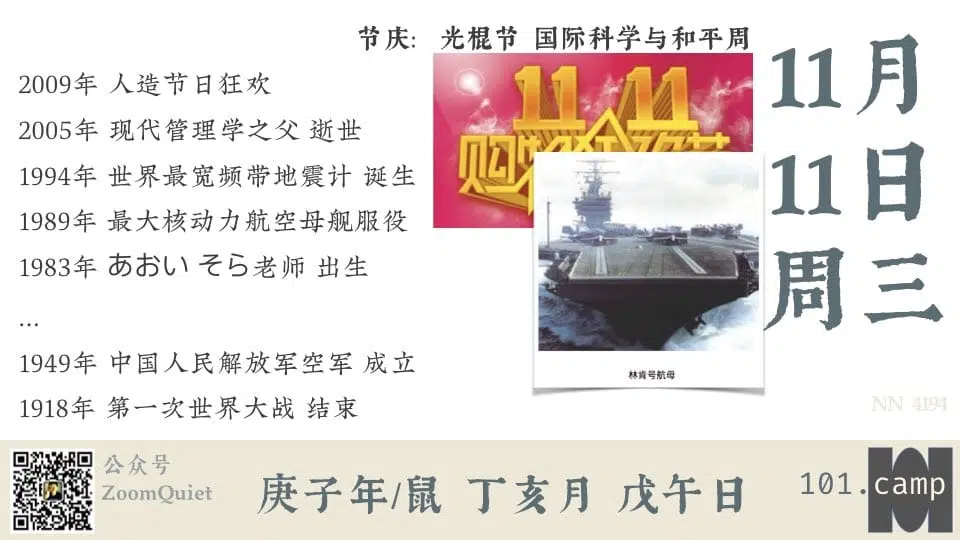 节庆: 光棍节 国际科学与和平周
2009年 人造节日狂欢
2005年 现代管理学之父 逝世
1994年 世界最宽频带地震计 诞生
1989年 最大核动力航空母舰服役
1983年 あおい そら老师 出生
...
1949年 中国人民解放军空军 成立
1918年 第一次世界大战 结束
11 11
购物狂欢节
林肯号航母
11月
11日
周三
NN 4194
公众号
ZoomQuiet
庚子年/鼠 丁亥月 戊午日
101.camp